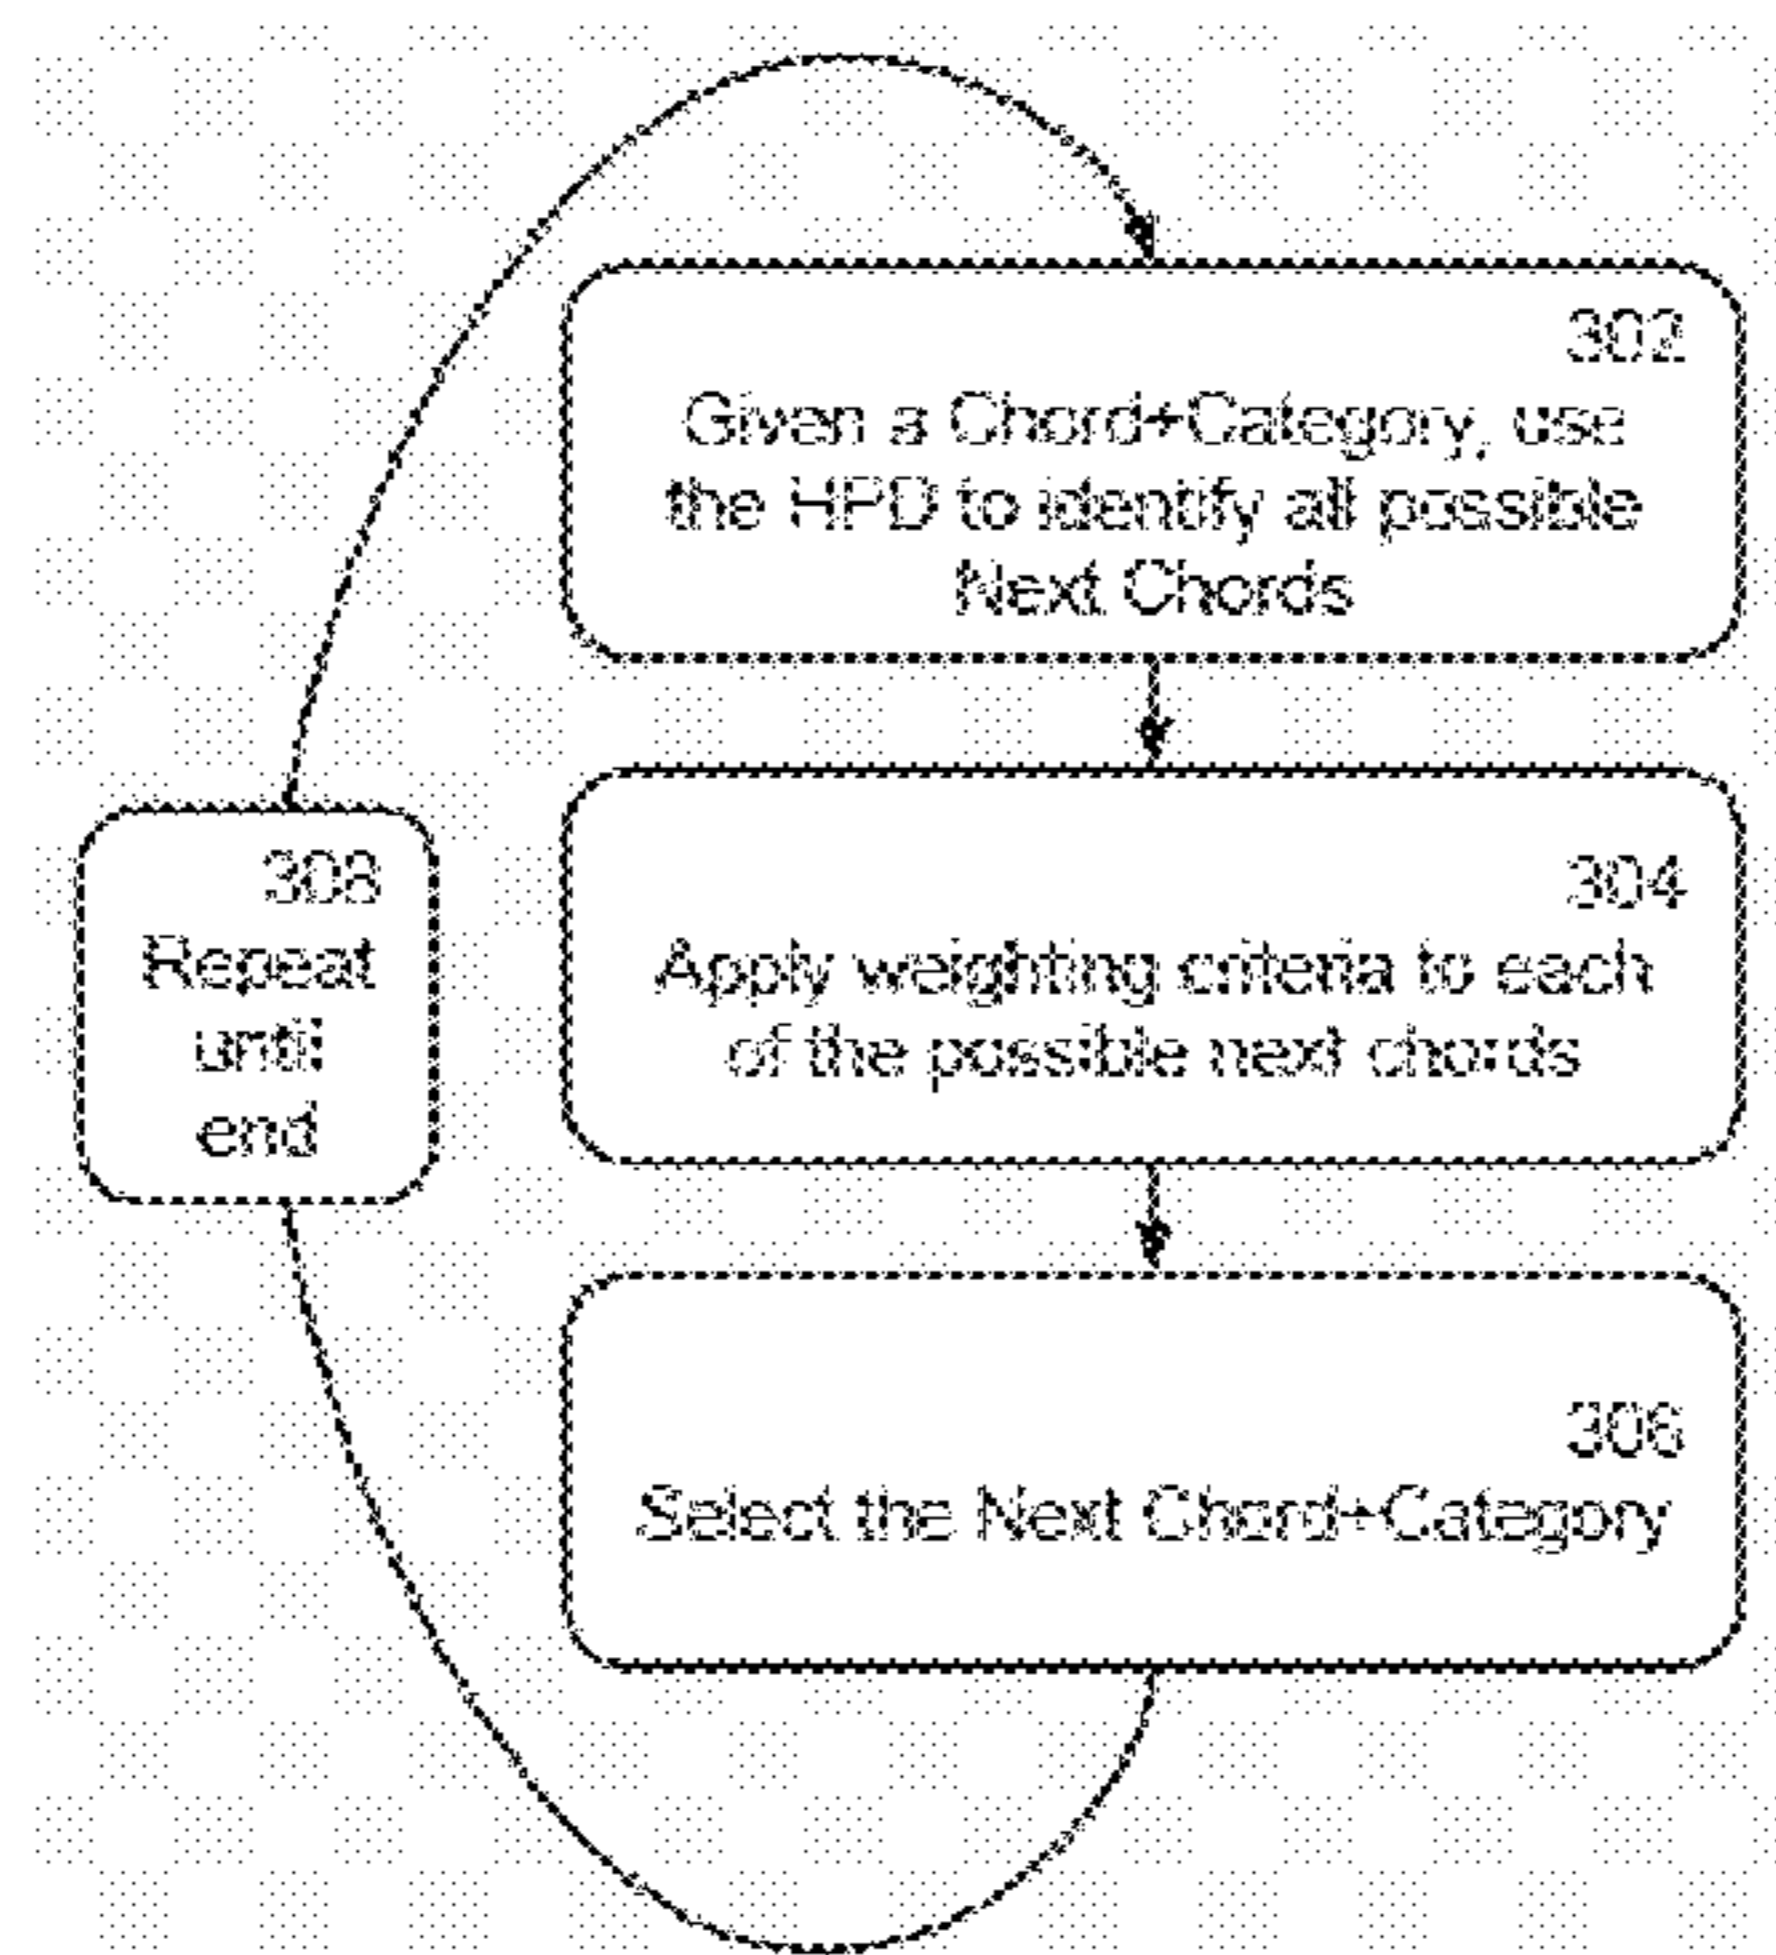 302
Given a Chord+Category, use
the HPD to identify all possible
Next Chords
304
Apply weighting criteria to each
of the possible next chords
306
Select the Next Chord+Category
308
Repeat
until
end